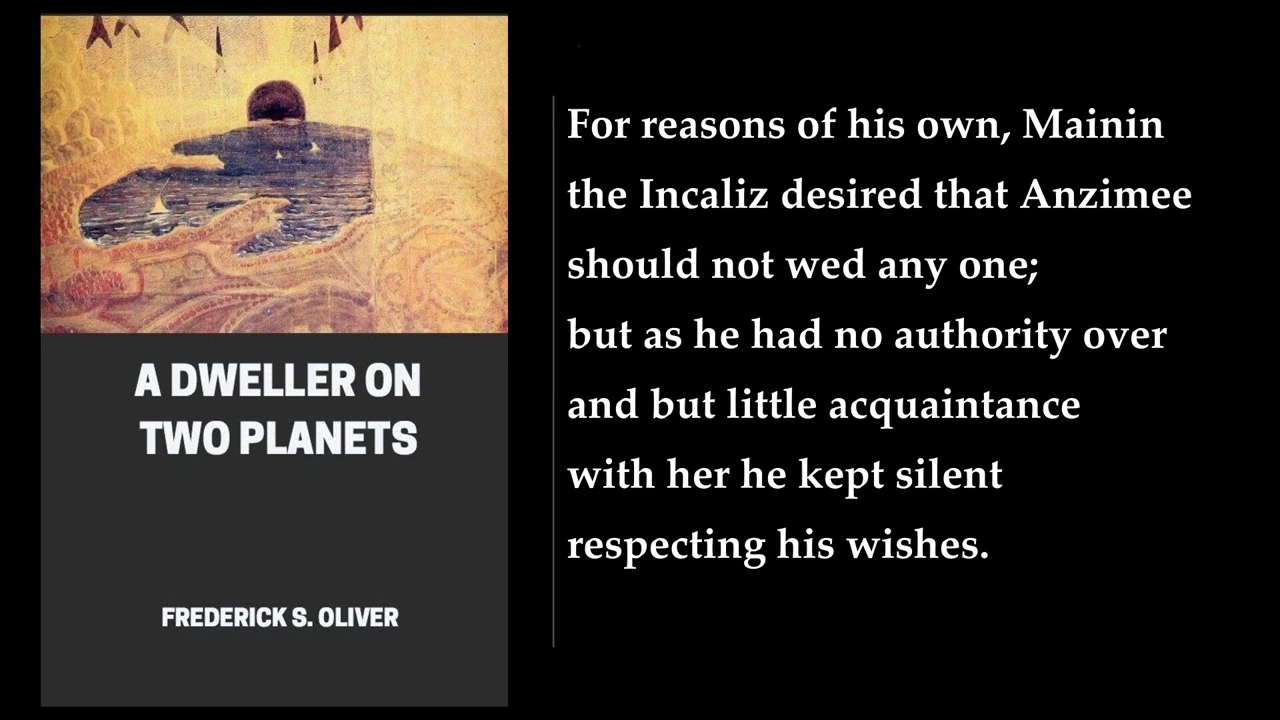 A DWELLER ON
TWO PLANETS
FREDERICK S. OLIVER
For reasons of his own, Mainin
the Incaliz desired that Anzimee
should not wed any one;
but as he had no authority over
and but little acquaintance
with her he kept silent
respecting his wishes.